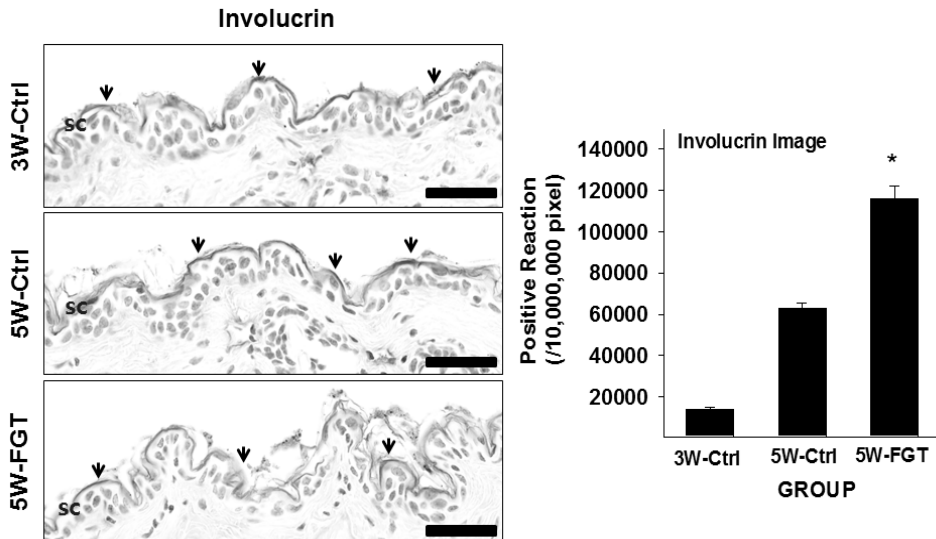 Involucrin
3W-Ctrl
SC
5W-Ctrl
SC
5W-FGT
SC
Positive Reaction
(/10,000,000 pixel)
Involucrin Image
140000
120000
100000
80000
60000
40000
20000
*
3W-Ctrl 5W-Ctrl 5W-FGT
GROUP